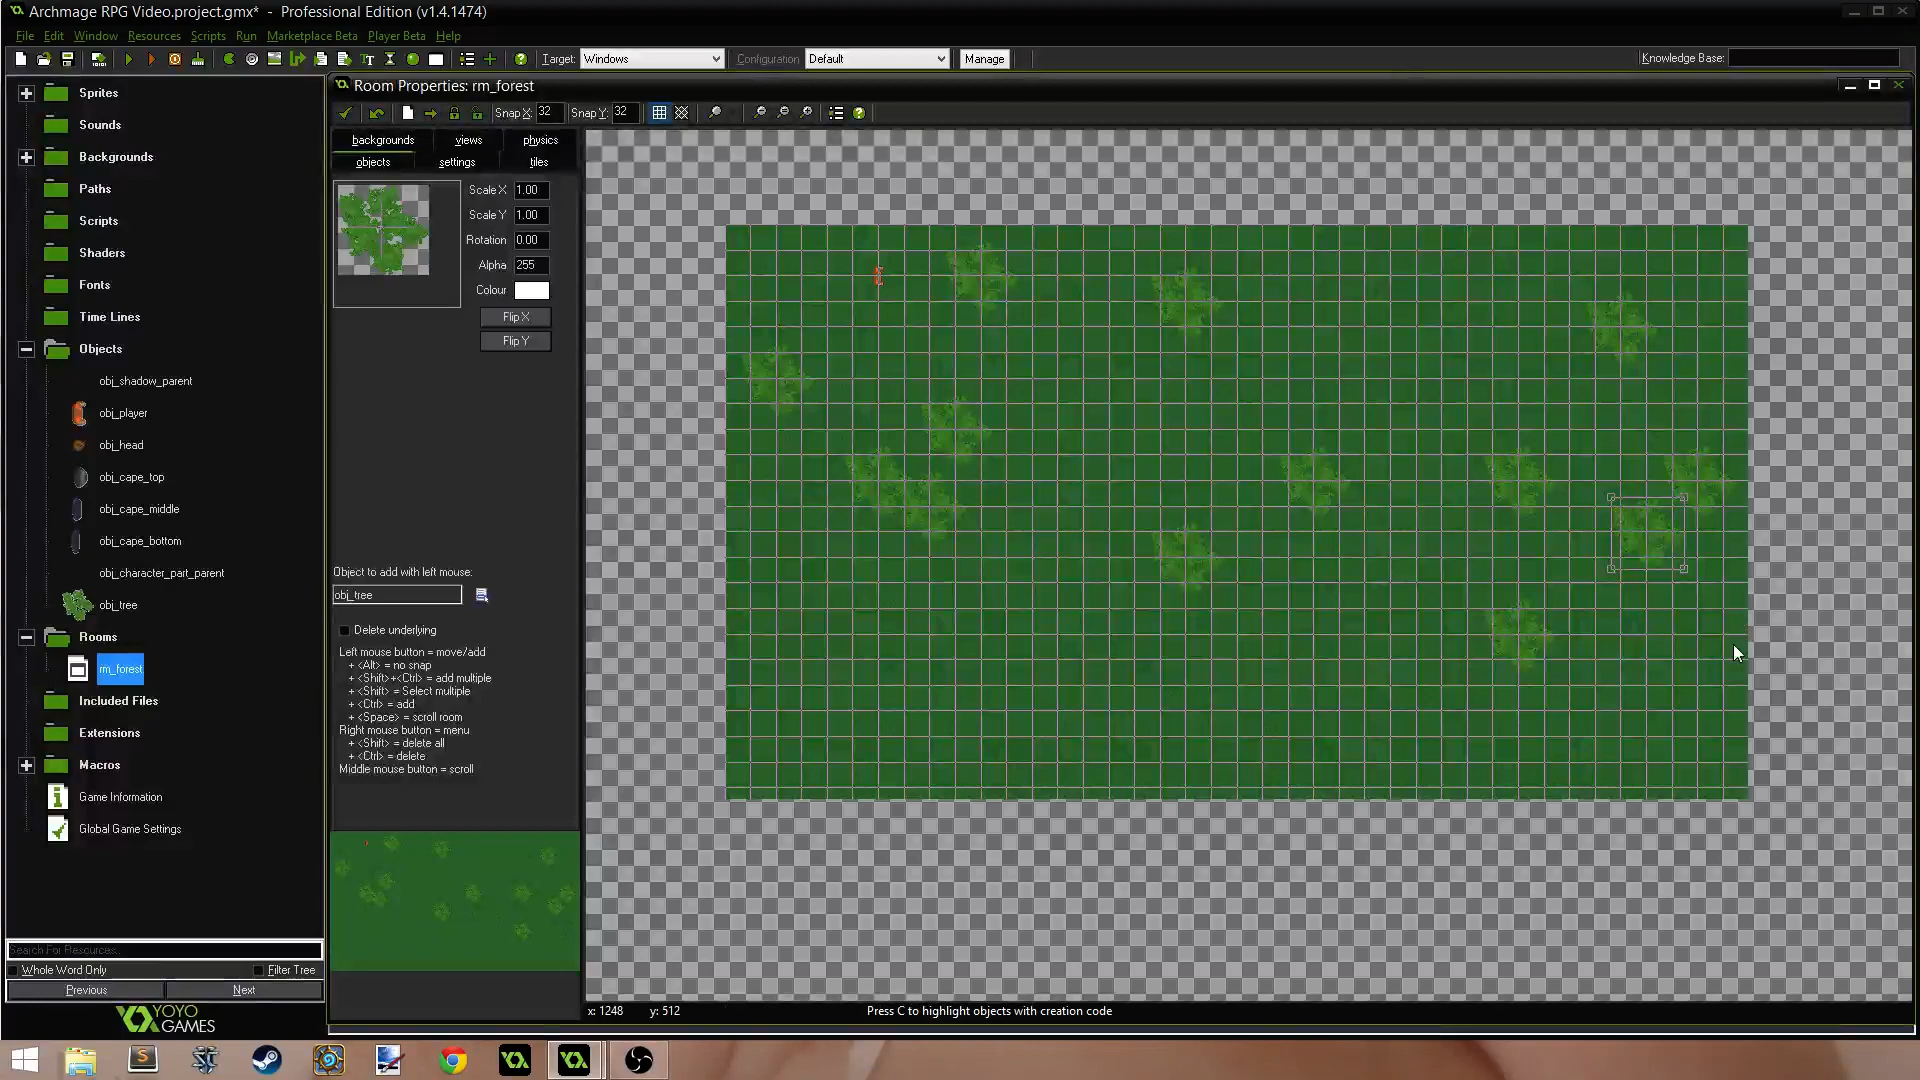 Archmage RPG Video.project.gmx* - Professional Edition (v1.4.1474)
File Edit Window Resources Scripts Run Marketplace Beta Player Beta Help
Target: Windows Configuration Default Manage Knowledge Base:
Room Properties: rm_forest
Snap X: 32 Snap Y: 32
backgrounds views physics
objects settings tiles
Scale X 1.00
Scale Y 1.00
Rotation 0.00
Alpha 255
Colour
Flip X
Flip Y
Object to add with left mouse:
obj_tree
Delete underlying
Left mouse button = move/add
+ <Alt> = no snap
+ <Shift>+<Ctrl> = add multiple
+ <Shift> = Select multiple
+ <Ctrl> = add
+ <Space> = scroll room
Right mouse button = menu
+ <Shift> = delete all
+ <Ctrl> = delete
Middle mouse button = scroll
Sprites
Sounds
Backgrounds
Paths
Scripts
Shaders
Fonts
Time Lines
Objects
obj_shadow_parent
obj_player
obj_head
obj_cape_top
obj_cape_middle
obj_cape_bottom
obj_character_part_parent
obj_tree
Rooms
rm_forest
Included Files
Extensions
Macros
Game Information
Global Game Settings
Search For Resources...
Whole Word Only Filter Tree
Previous Next
YOYO
GAMES
x: 1248 y: 512 Press C to highlight objects with creation code